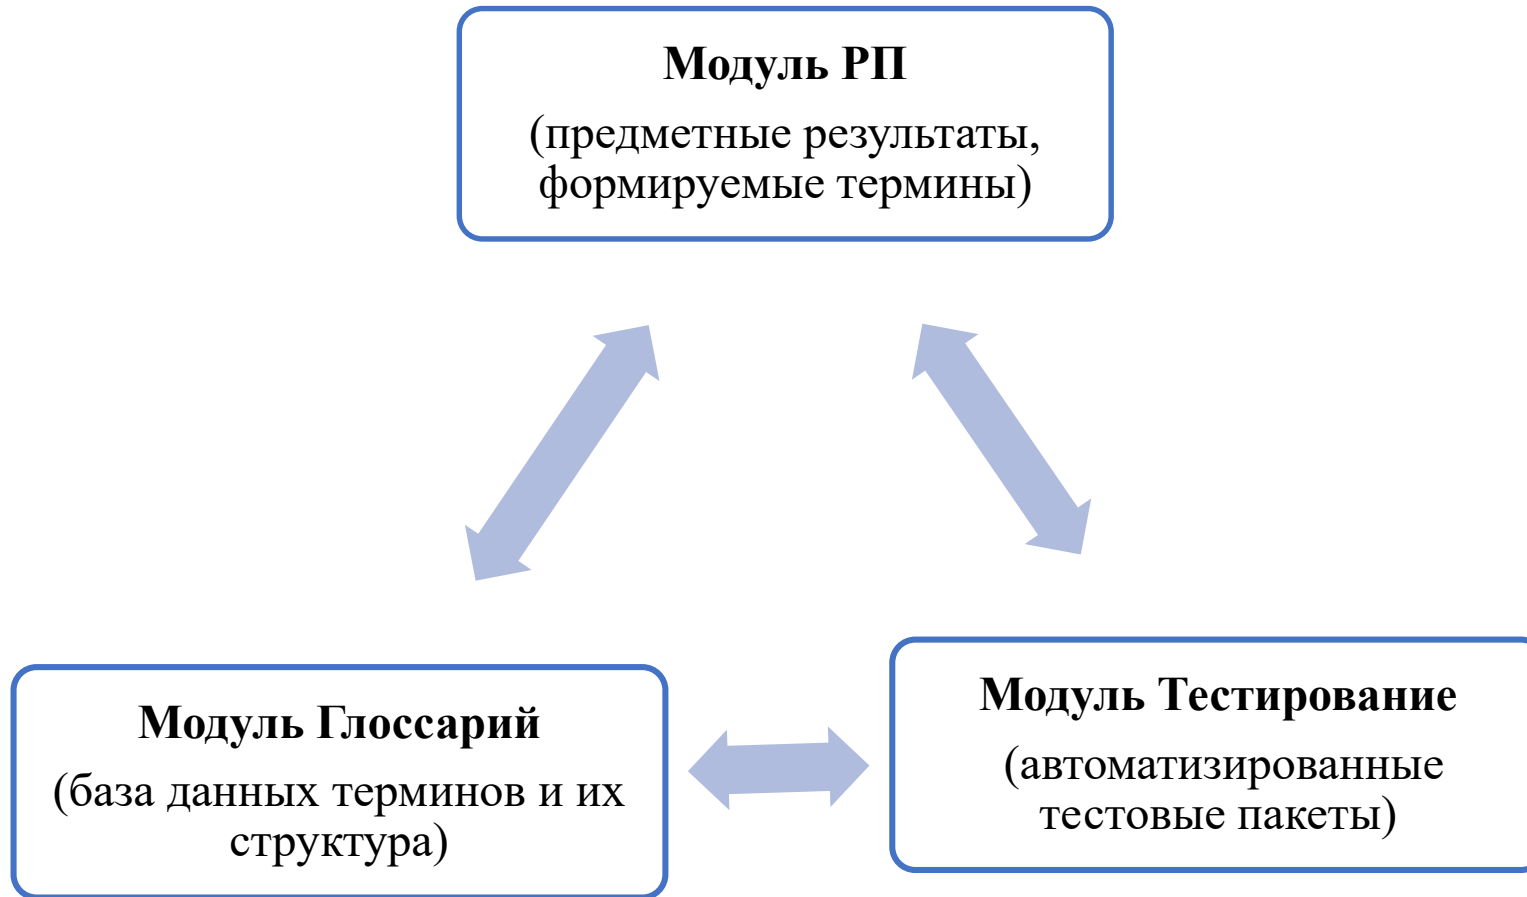 Модуль РП
(предметные результаты,
формируемые термины)
Модуль Глоссарий
(база данных терминов и их
структура)
Модуль Тестирование
(автоматизированные
тестовые пакеты)